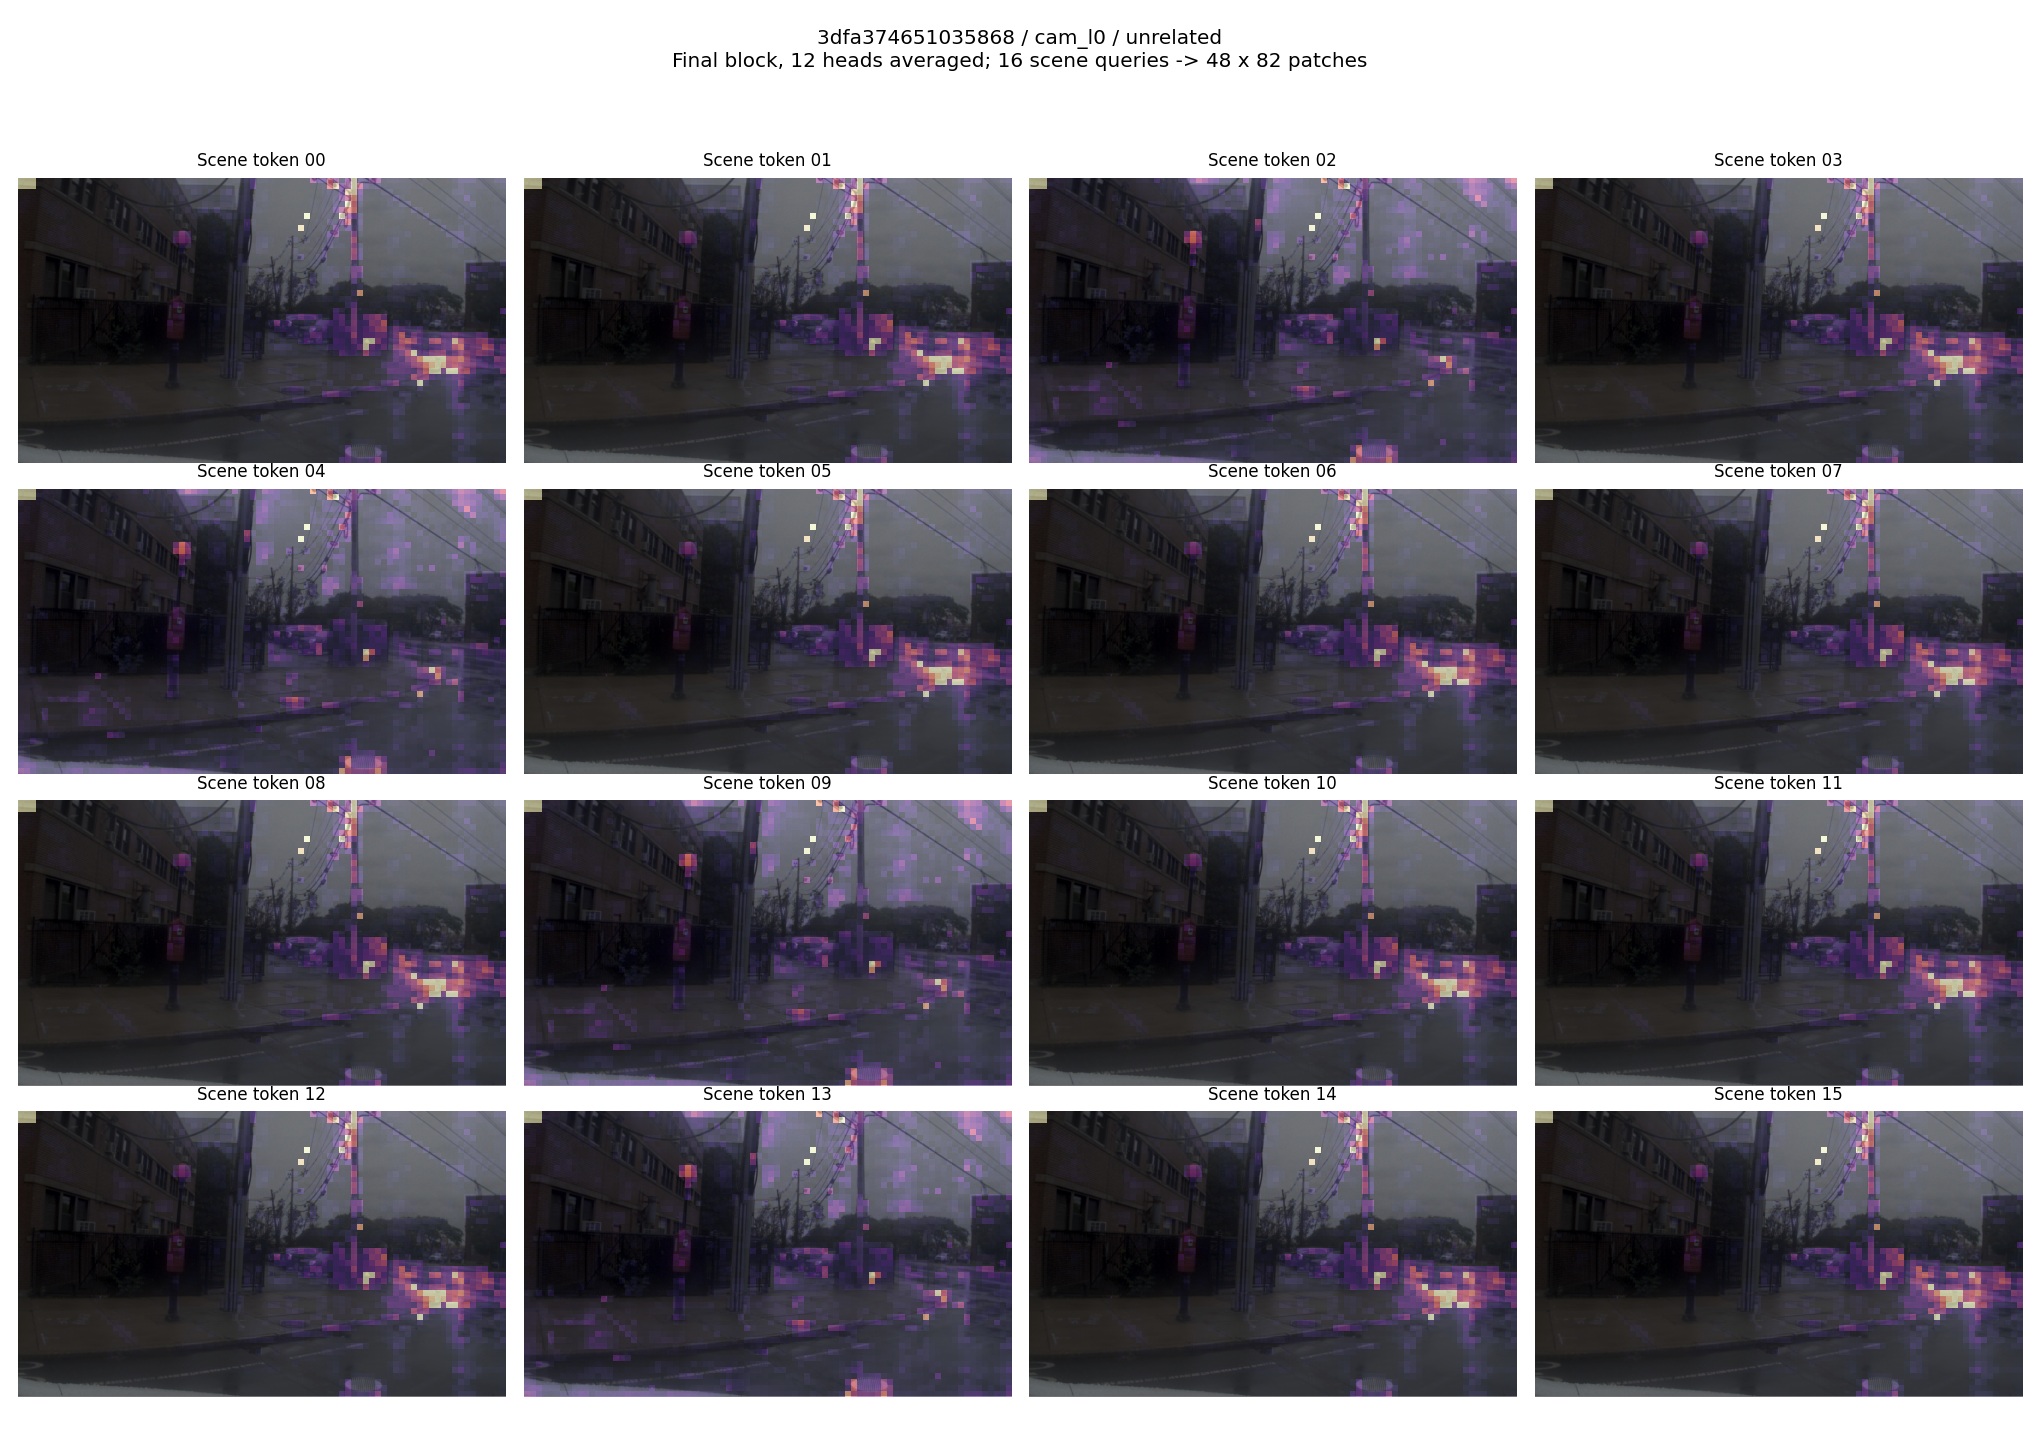 3dfa374651035868 / cam_l0 / unrelated
Final block, 12 heads averaged; 16 scene queries -> 48 x 82 patches
Scene token 00
Scene token 01
Scene token 02
Scene token 03
Scene token 04
Scene token 05
Scene token 06
Scene token 07
Scene token 08
Scene token 09
Scene token 10
Scene token 11
Scene token 12
Scene token 13
Scene token 14
Scene token 15